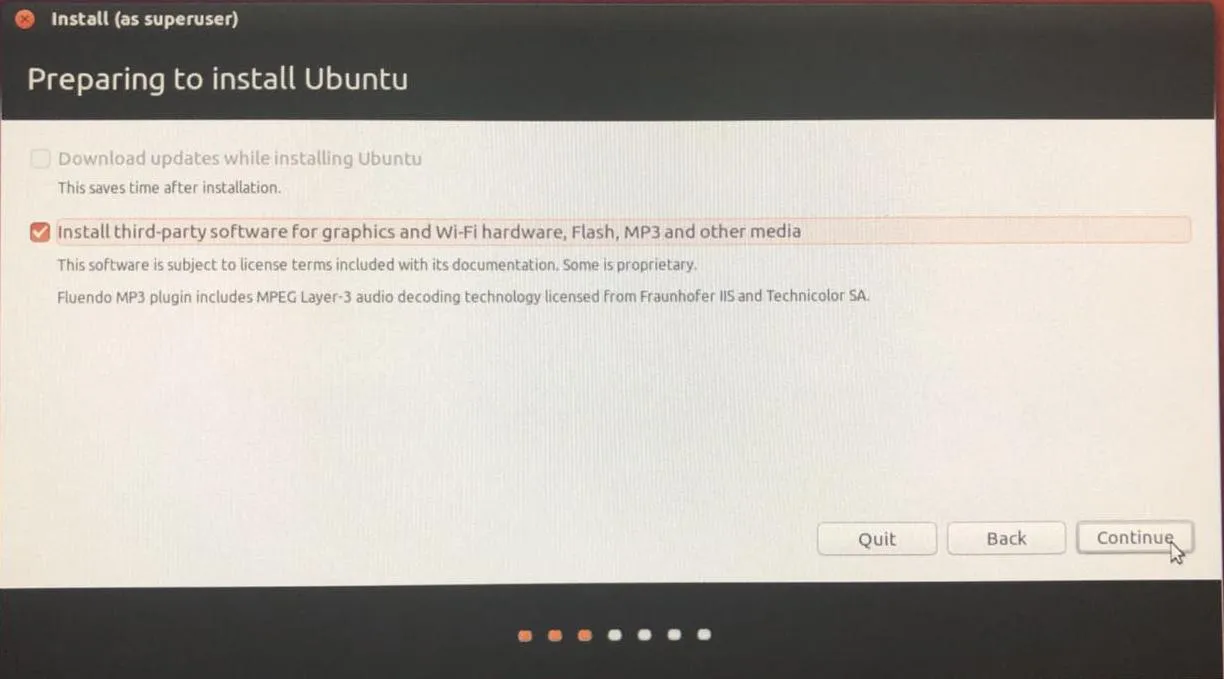 Install (as superuser)
Preparing to install Ubuntu
Download updates while installing Ubuntu
This saves time after installation.
Install third-party software for graphics and Wi-Fi hardware, Flash, MP3 and other media
This software is subject to license terms included with its documentation. Some is proprietary.
Fluendo MP3 plugin includes MPEG Layer-3 audio decoding technology licensed from Fraunhofer IIS and Technicolor SA.
Quit
Back
Continue